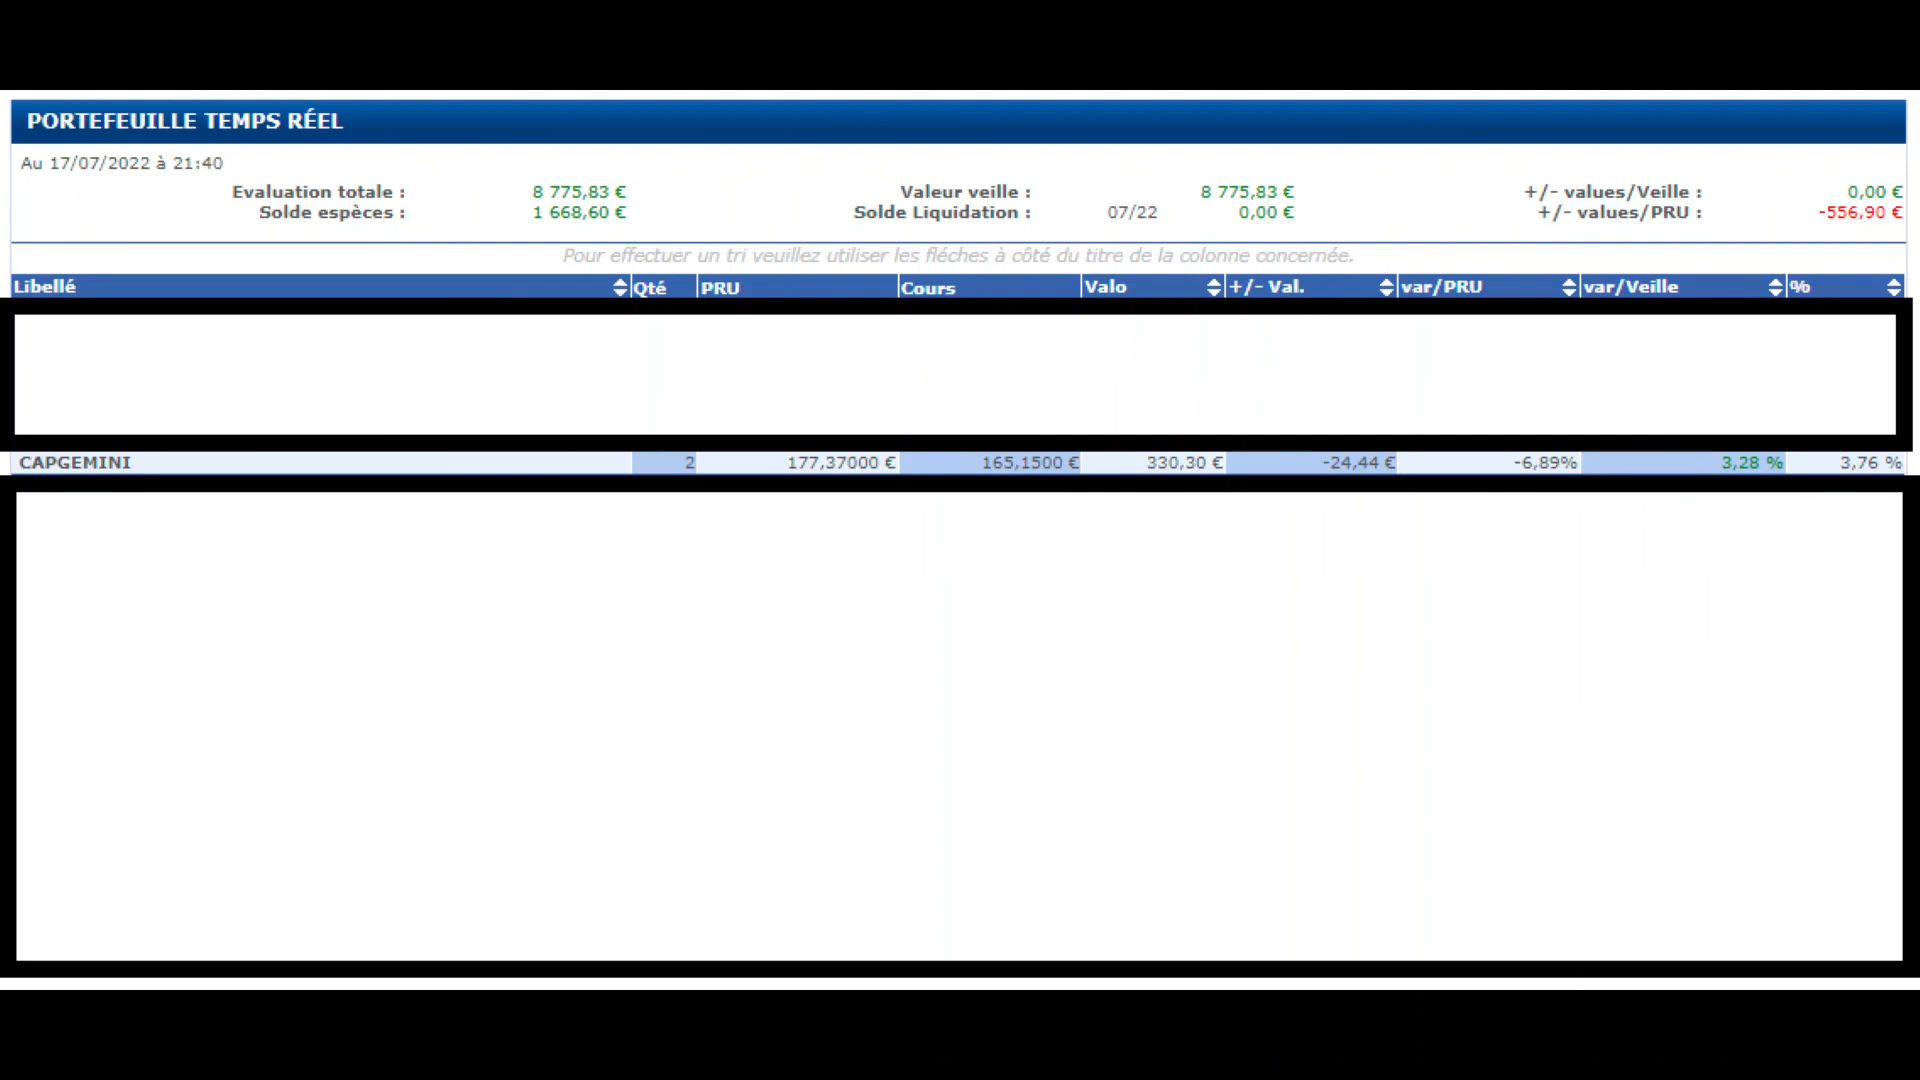 PORTEFEUILLE TEMPS RÉEL
Au 17/07/2022 à 21:40
Evaluation totale : 8 775,83 € Valeur veille : 8 775,83 € +/- values/Veille : 0,00 €
Solde espèces : 1 668,60 € Solde Liquidation : 07/22 0,00 € +/- values/PRU : -556,90 €
Pour effectuer un tri veuillez utiliser les fléches à côté du titre de la colonne concernée.
Libellé Qté PRU Cours Valo +/- Val. var/PRU var/Veille %
CAPGEMINI 2 177,37000 € 165,1500 € 330,30 € -24,44 € -6,89% 3,28 % 3,76 %